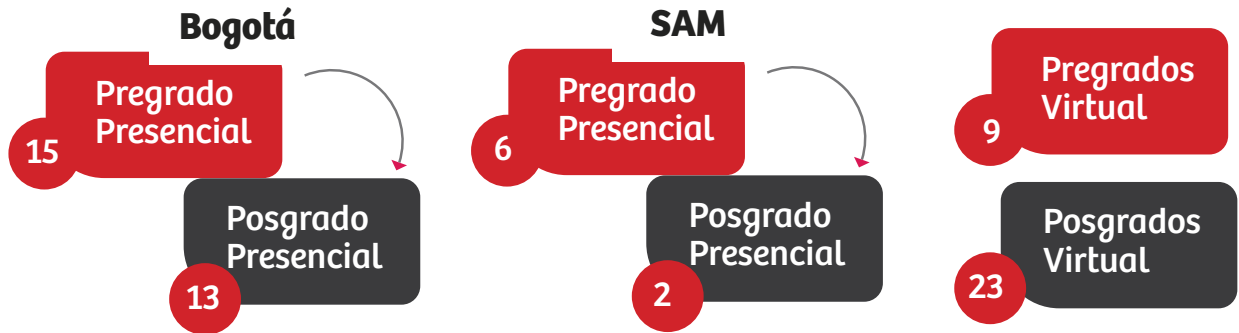 Bogotá
Pregrado
Presencial
15
Posgrado
Presencial
13
SAM
Pregrado
Presencial
6
Posgrado
Presencial
2
Pregrados
Virtual
9
Posgrados
Virtual
23